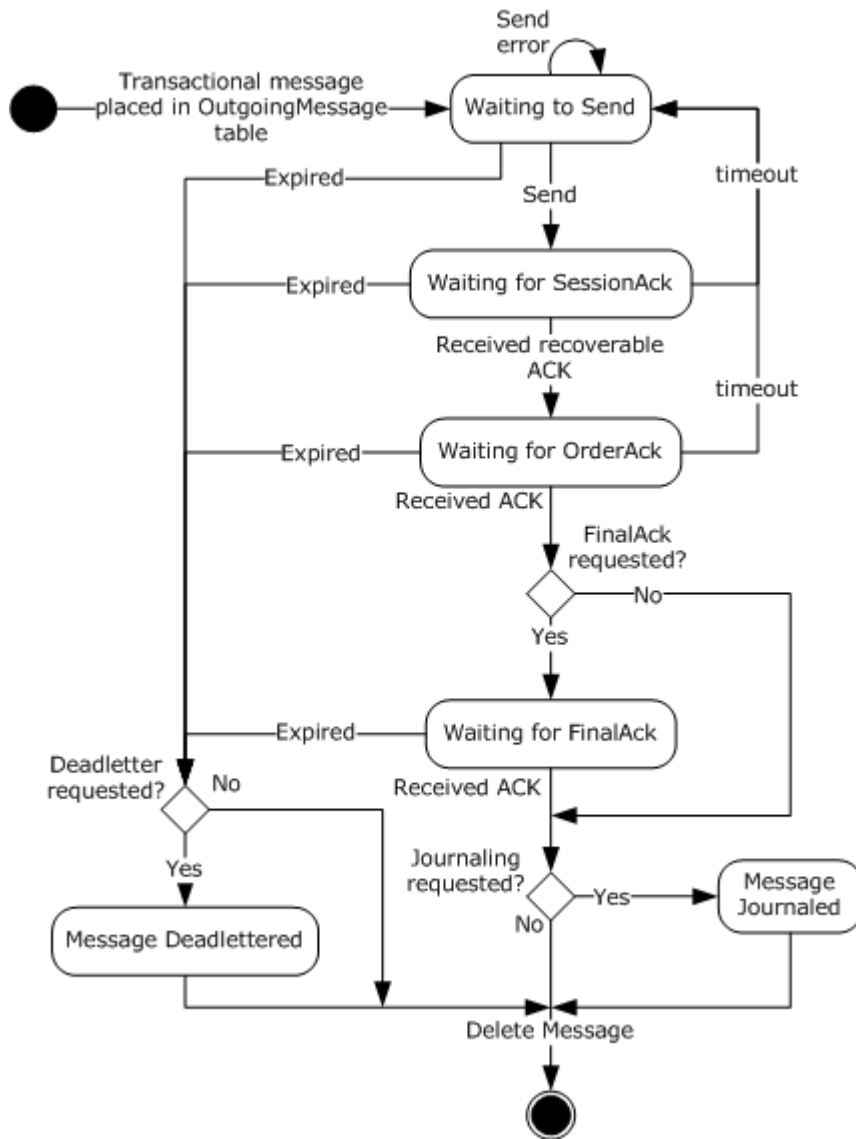 Send
error
Transactional message
placed in OutgoingMessage
table
Waiting to Send
Expired
timeout
Send
Expired
Waiting for SessionAck
Received recoverable
ACK
timeout
Expired
Waiting for OrderAck
Received ACK
FinalAck
requested?
No
Yes
Expired
Waiting for FinalAck
Deadletter
requested?
No
Received ACK
Yes
Journaling
requested?
Yes
No
Message
Journaled
Message Deadlettered
Delete Message